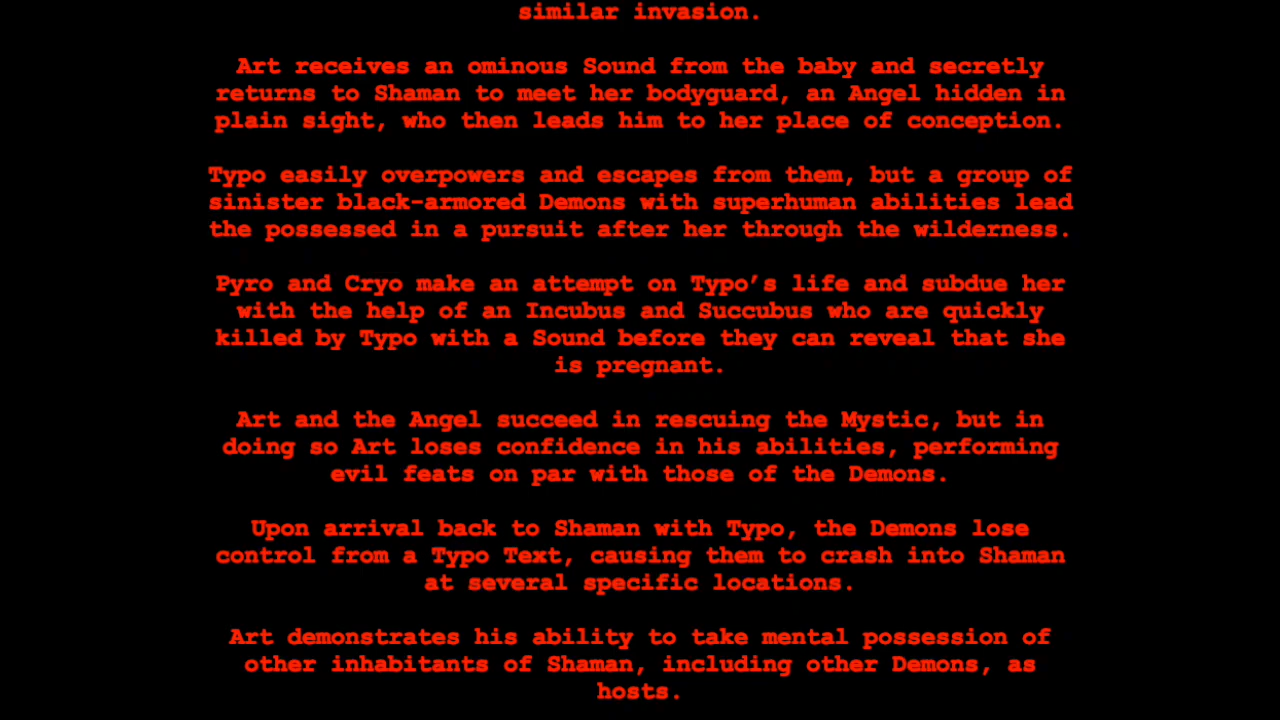 similar invasion.
Art receives an ominous Sound from the baby and secretly
returns to Shaman to meet her bodyguard, an Angel hidden in
plain sight, who then leads him to her place of conception.
Typo easily overpowers and escapes from them, but a group of
sinister black-armored Demons with superhuman abilities lead
the possessed in a pursuit after her through the wilderness.
Pyro and Cryo make an attempt on Typo’s life and subdue her
with the help of an Incubus and Succubus who are quickly
killed by Typo with a Sound before they can reveal that she
is pregnant.
Art and the Angel succeed in rescuing the Mystic, but in
doing so Art loses confidence in his abilities, performing
evil feats on par with those of the Demons.
Upon arrival back to Shaman with Typo, the Demons lose
control from a Typo Text, causing them to crash into Shaman
at several specific locations.
Art demonstrates his ability to take mental possession of
other inhabitants of Shaman, including other Demons, as
hosts.